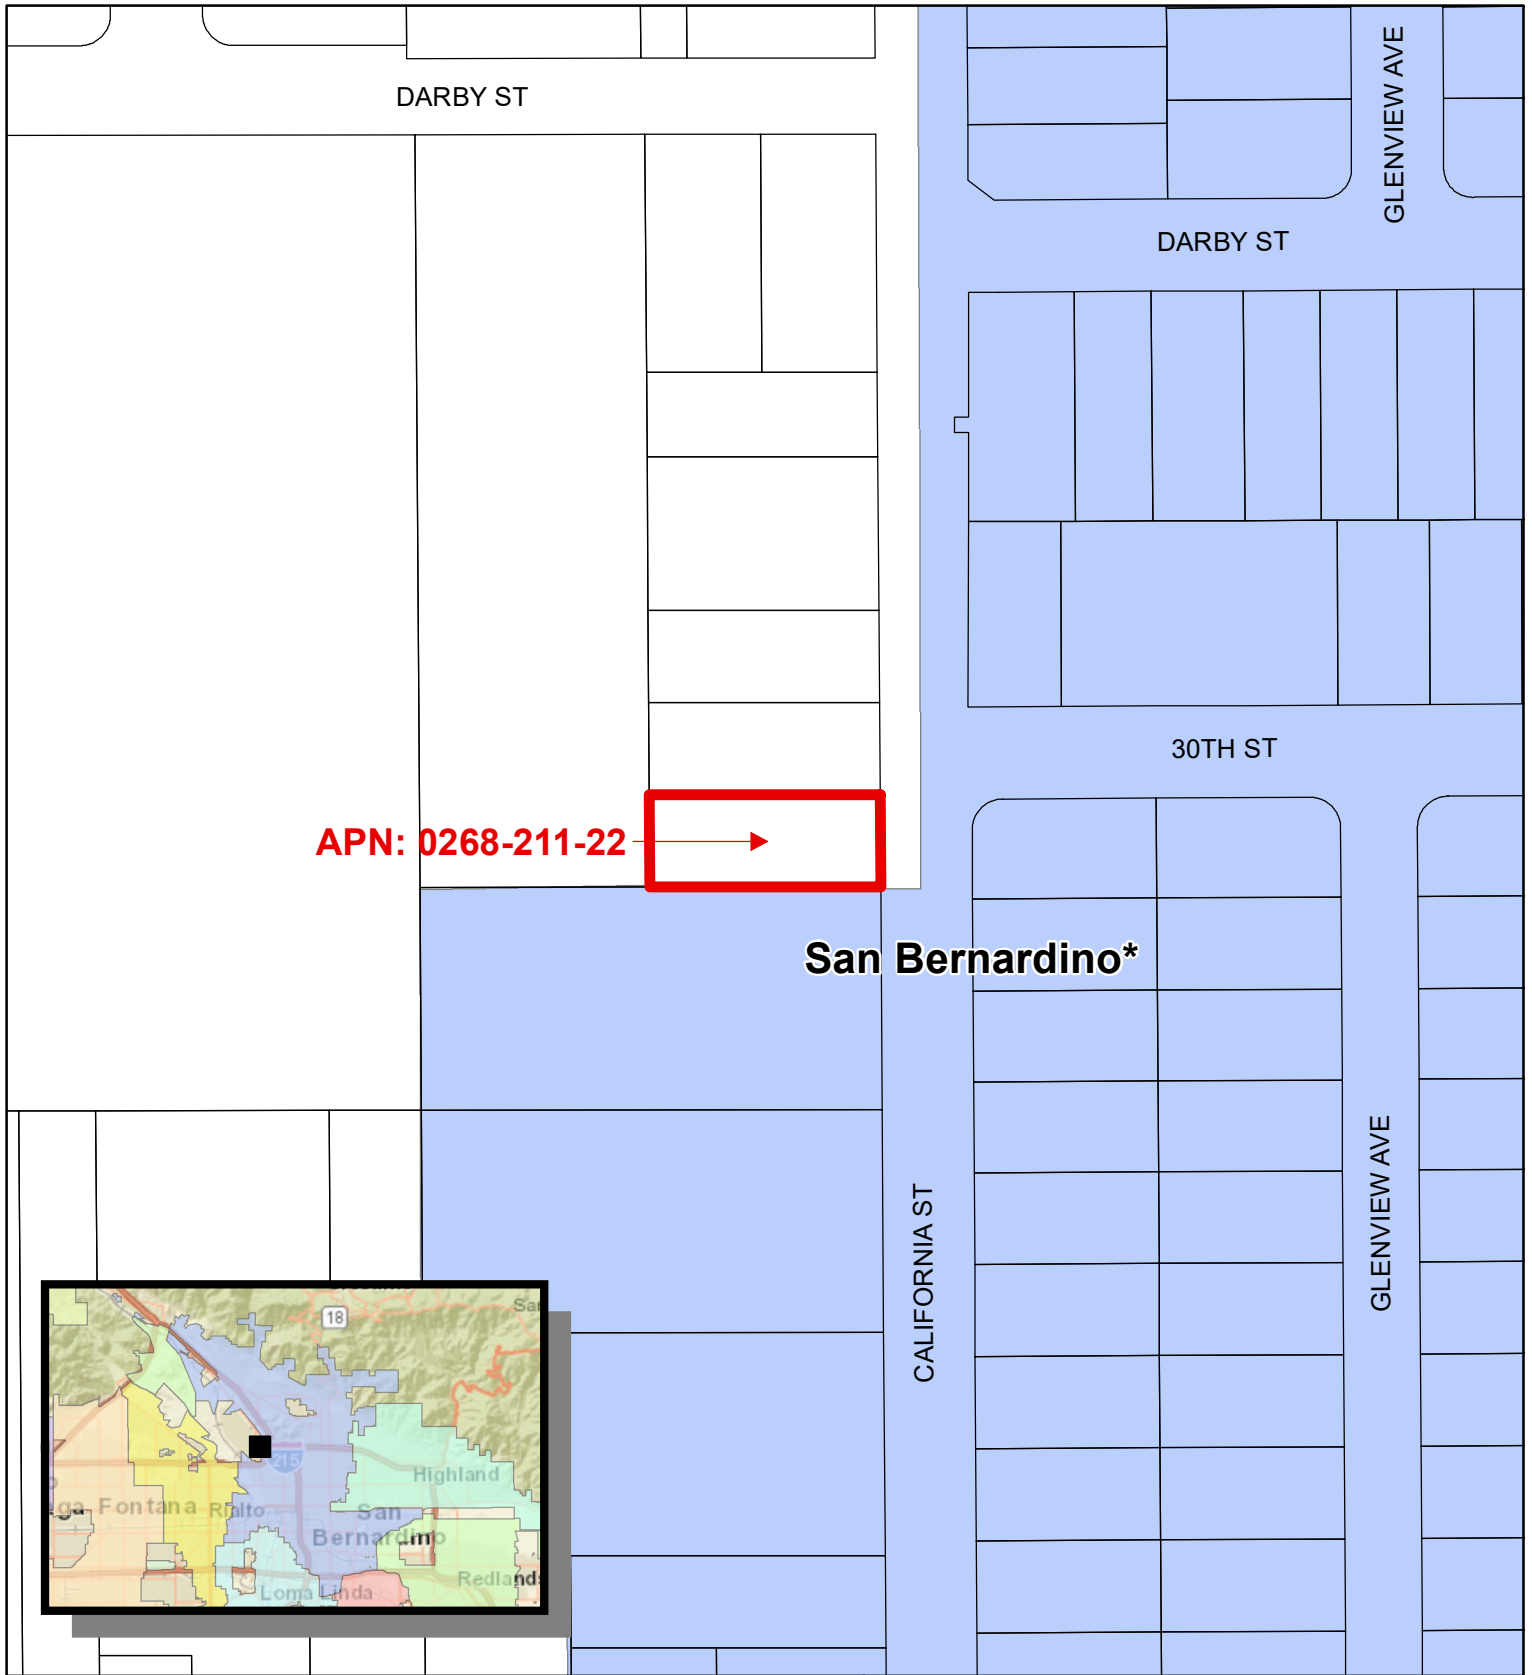 DARBY ST
GLENVIEW AVE
DARBY ST
30TH ST
APN: 0268-211-22
San Bernardino*
CALIFORNIA ST
GLENVIEW AVE
18
215
Highland
Fontana
Rialto
San
Bernardino
Loma Linda
Redlands